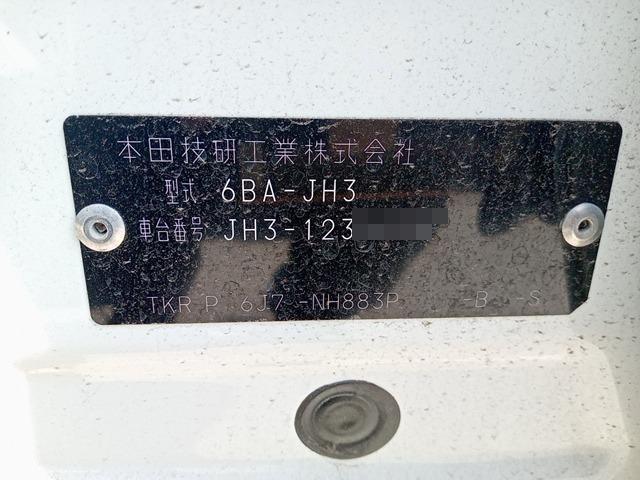 本田技研工業株式会社
型式 6BA-JH3
車台番号 JH3-123
TKR P 6J7 -NH883P -B -S